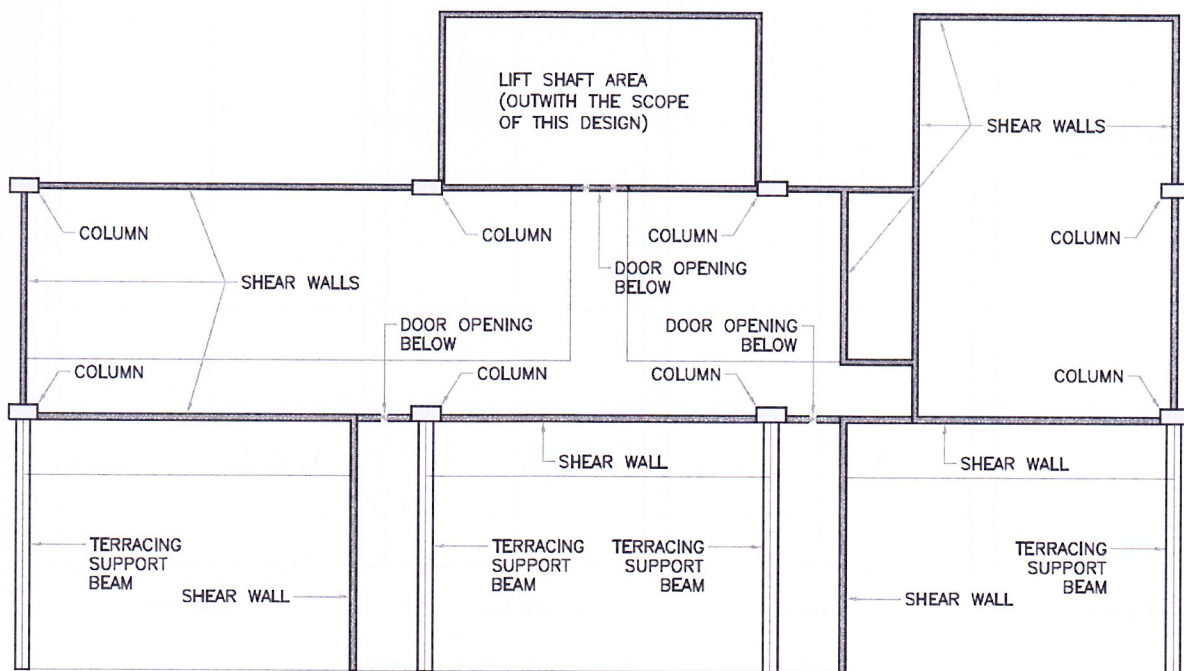 LIFT SHAFT AREA
(OUTWITH THE SCOPE
OF THIS DESIGN)
SHEAR WALLS
COLUMN
COLUMN
COLUMN
COLUMN
DOOR OPENING
BELOW
SHEAR WALLS
DOOR OPENING
BELOW
DOOR OPENING
BELOW
COLUMN
COLUMN
COLUMN
COLUMN
SHEAR WALL
SHEAR WALL
TERRACING
SUPPORT
BEAM
TERRACING
SUPPORT
BEAM
TERRACING
SUPPORT
BEAM
TERRACING
SUPPORT
BEAM
SHEAR WALL
SHEAR WALL